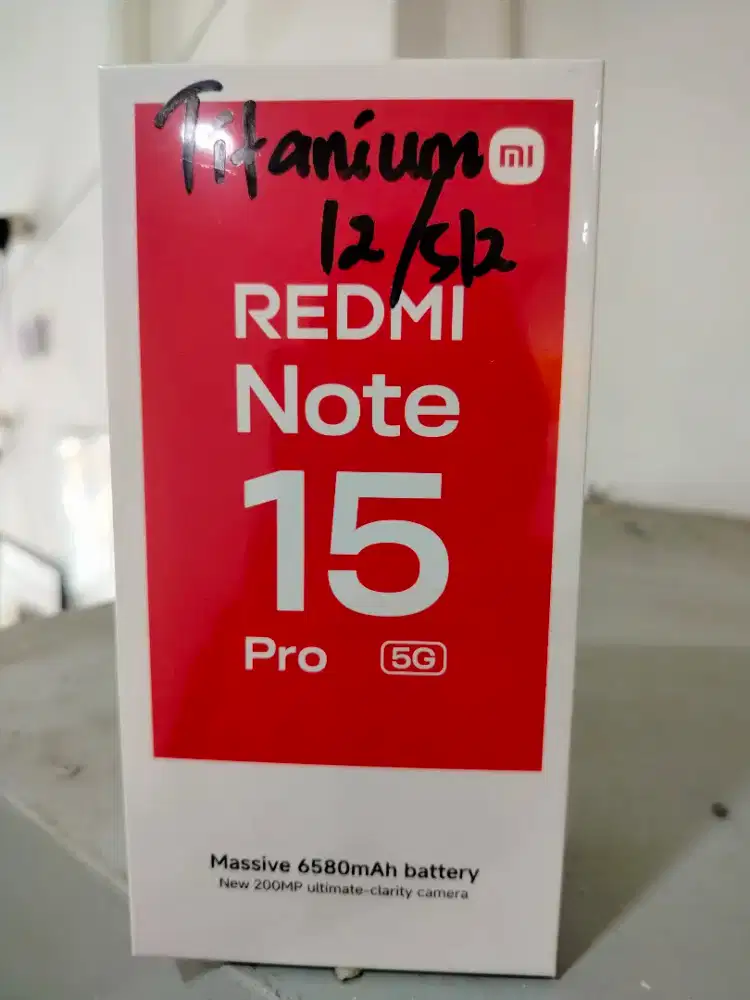 Titanium
mi
12/512
REDMI
Note
15
Pro 5G
Massive 6580mAh battery
New 200MP ultimate-clarity camera